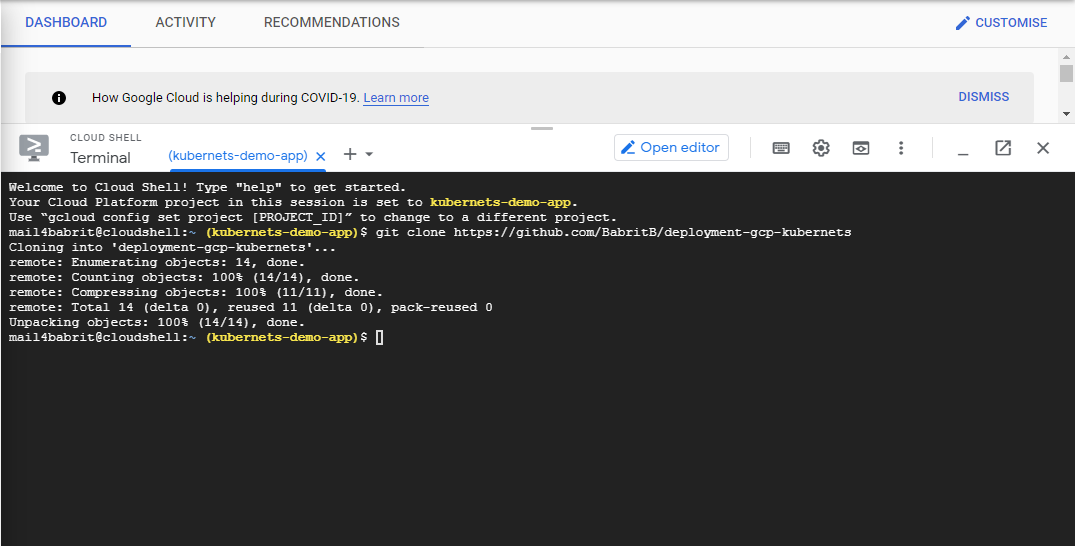 DASHBOARD ACTIVITY RECOMMENDATIONS CUSTOMISE
How Google Cloud is helping during COVID-19. Learn more DISMISS
CLOUD SHELL
Terminal (kubernets-demo-app) Open editor
Welcome to Cloud Shell! Type "help" to get started.
Your Cloud Platform project in this session is set to kubernets-demo-app.
Use “gcloud config set project [PROJECT_ID]” to change to a different project.
mail4babrit@cloudshell:~ (kubernets-demo-app)$ git clone https://github.com/BabritB/deployment-gcp-kubernets
Cloning into 'deployment-gcp-kubernets'...
remote: Enumerating objects: 14, done.
remote: Counting objects: 100% (14/14), done.
remote: Compressing objects: 100% (11/11), done.
remote: Total 14 (delta 0), reused 11 (delta 0), pack-reused 0
Unpacking objects: 100% (14/14), done.
mail4babrit@cloudshell:~ (kubernets-demo-app)$